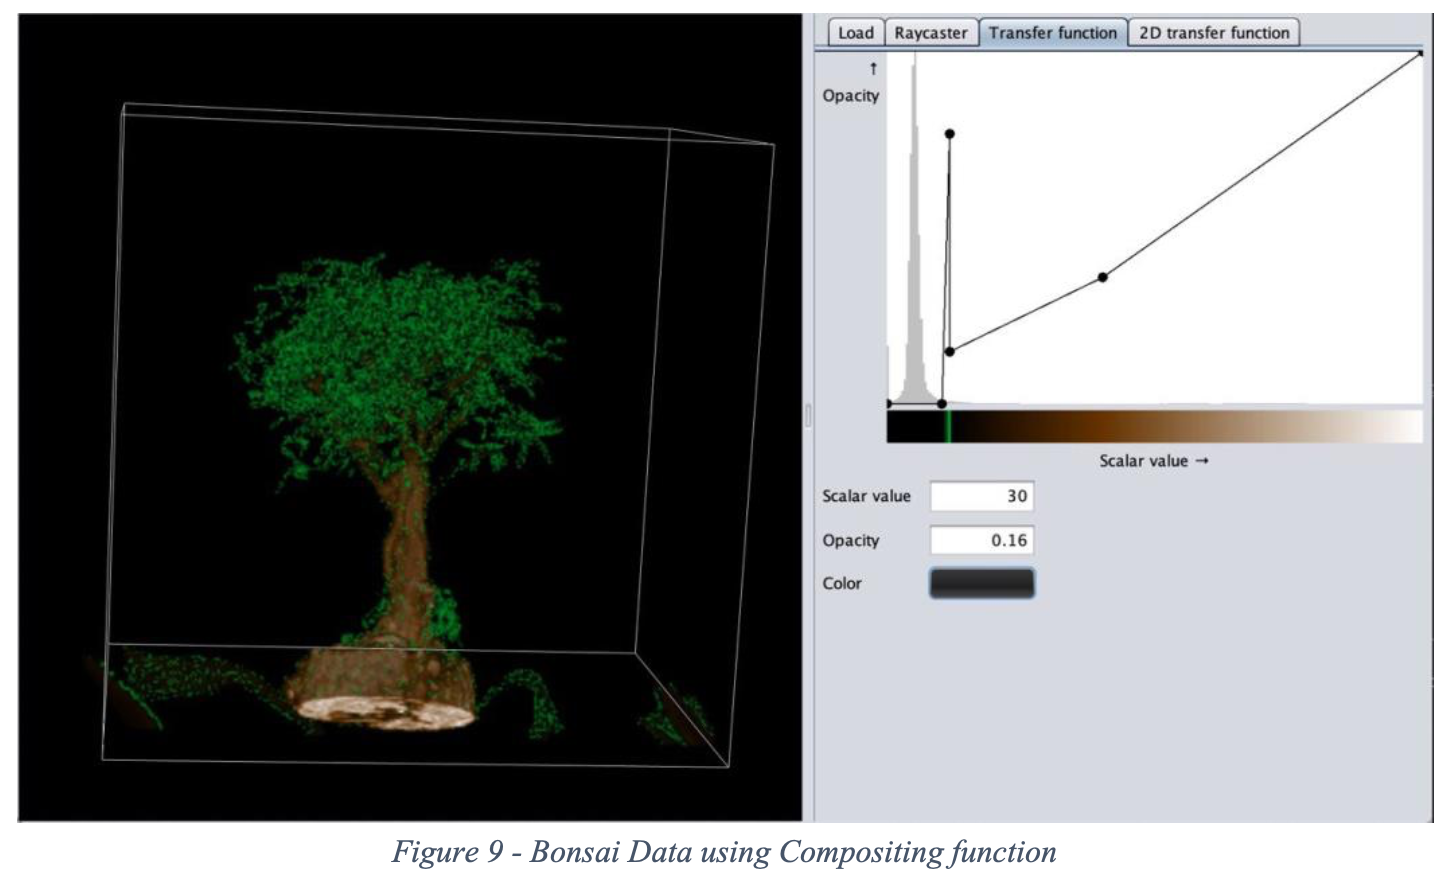 Load Raycaster Transfer function 2D transfer function
↑
Opacity
Scalar value →
Scalar value 30
Opacity 0.16
Color
Figure 9 - Bonsai Data using Compositing function